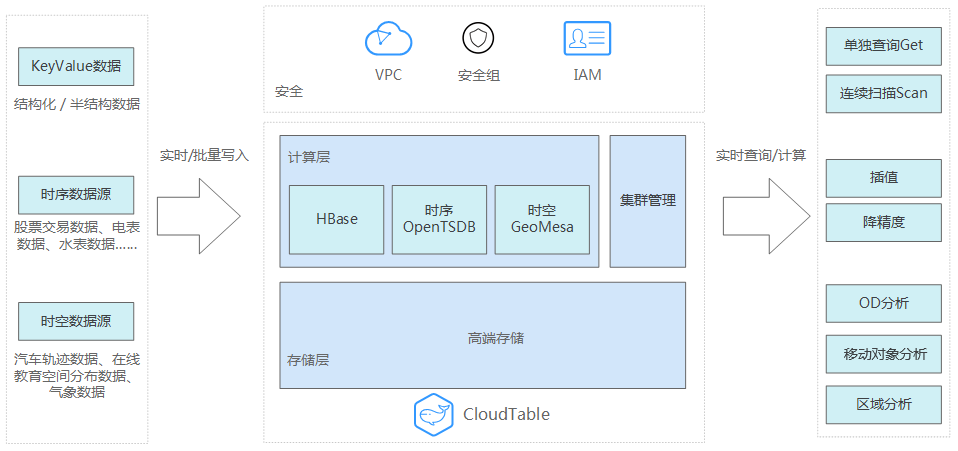 KeyValue数据
结构化 / 半结构数据
时序数据源
股票交易数据、电表
数据、水表数据......
时空数据源
汽车轨迹数据、在线
教育空间分布数据、
气象数据
实时/批量写入
VPC
安全组
IAM
安全
计算层
HBase
时序
OpenTSDB
时空
GeoMesa
集群管理
高端存储
存储层
CloudTable
实时查询/计算
单独查询Get
连续扫描Scan
插值
降精度
OD分析
移动对象分析
区域分析